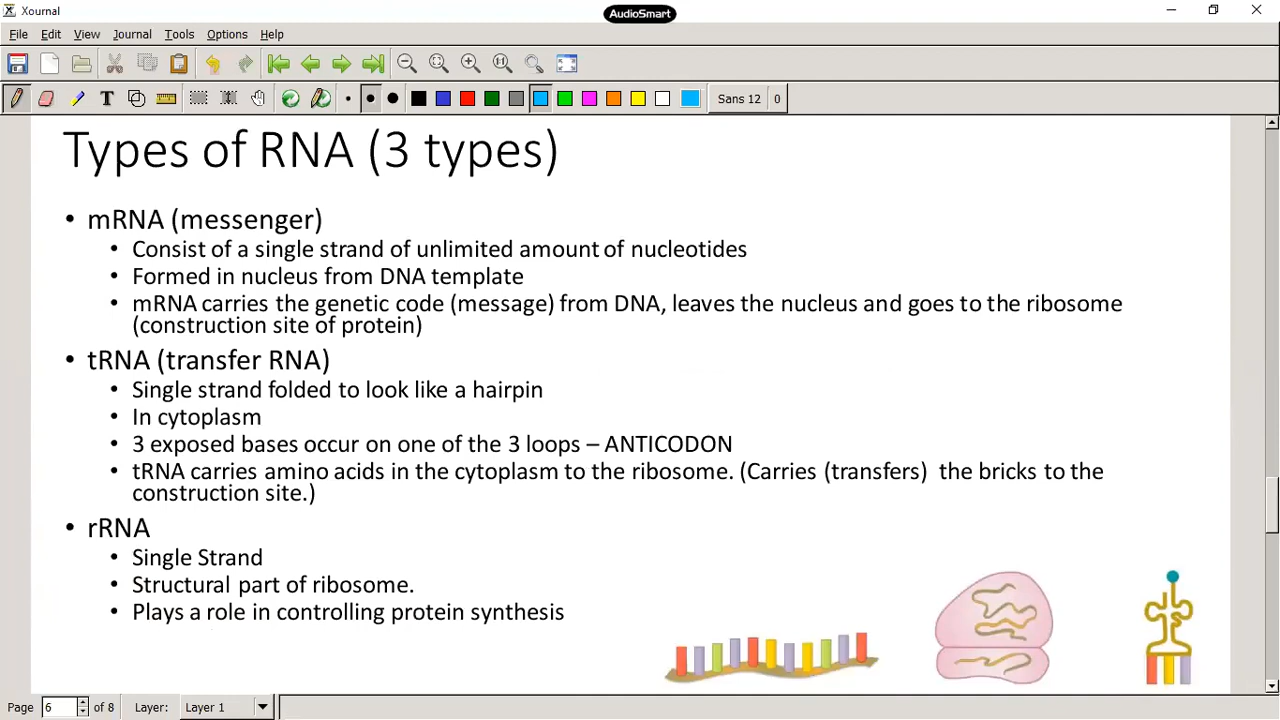 Xournal
AudioSmart
File Edit View Journal Tools Options Help
Sans 12 0
Types of RNA (3 types)
• mRNA (messenger)
• Consist of a single strand of unlimited amount of nucleotides
• Formed in nucleus from DNA template
• mRNA carries the genetic code (message) from DNA, leaves the nucleus and goes to the ribosome
(construction site of protein)
• tRNA (transfer RNA)
• Single strand folded to look like a hairpin
• In cytoplasm
• 3 exposed bases occur on one of the 3 loops – ANTICODON
• tRNA carries amino acids in the cytoplasm to the ribosome. (Carries (transfers) the bricks to the
construction site.)
• rRNA
• Single Strand
• Structural part of ribosome.
• Plays a role in controlling protein synthesis
Page 6 of 8 Layer: Layer 1